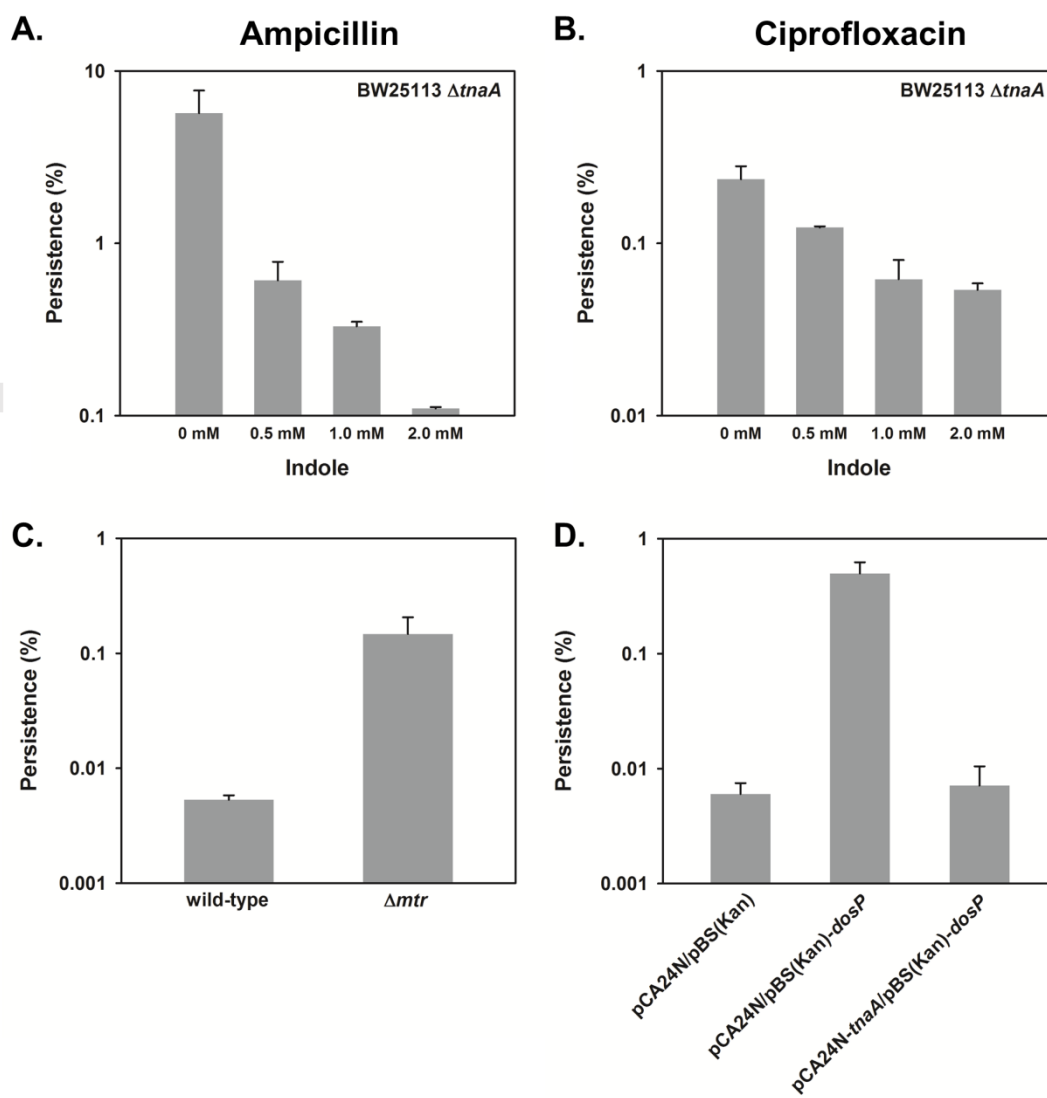 A.
Ampicillin
BW25113 ΔtnaA
Persistence (%)
10
1
0.1
0 mM 0.5 mM 1.0 mM 2.0 mM
Indole
B.
Ciprofloxacin
BW25113 ΔtnaA
Persistence (%)
1
0.1
0.01
0 mM 0.5 mM 1.0 mM 2.0 mM
Indole
C.
Persistence (%)
1
0.1
0.01
0.001
wild-type Δmtr
D.
Persistence (%)
1
0.1
0.01
0.001
pCA24N/pBS(Kan)
pCA24N/pBS(Kan)-dosP
pCA24N-tnaA/pBS(Kan)-dosP